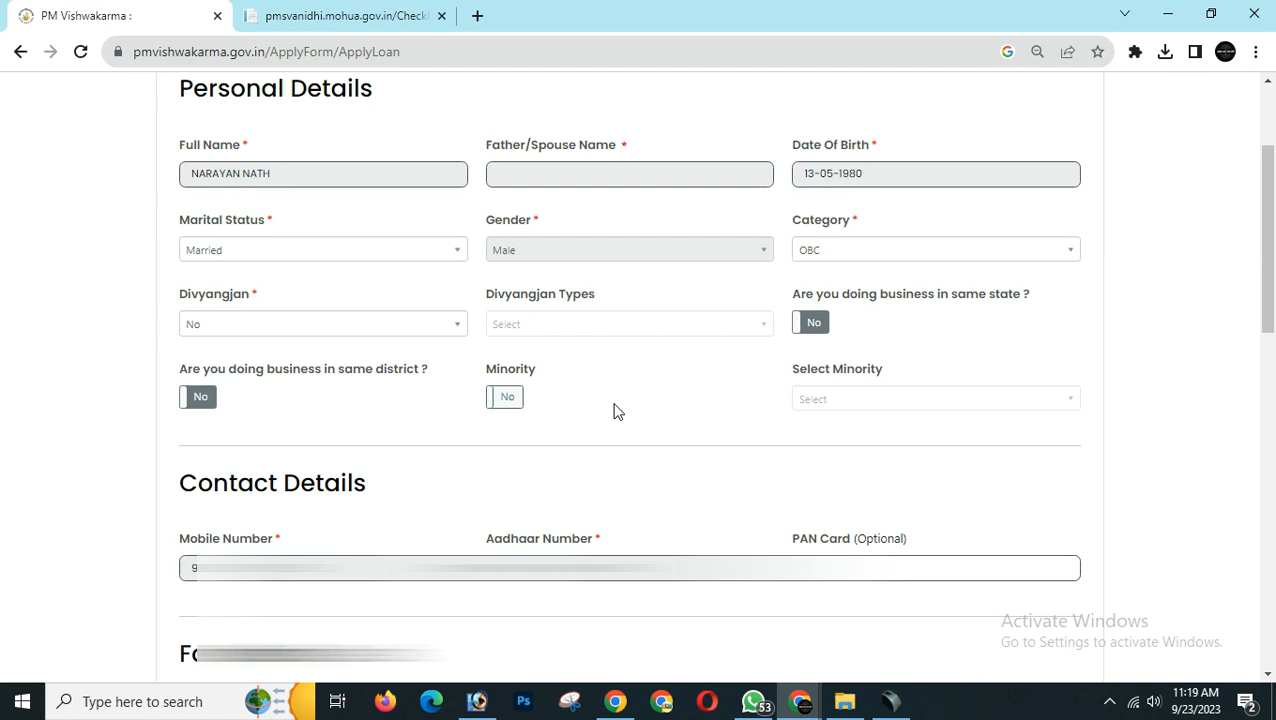 PM Vishwakarma :
pmsvanidhi.mohua.gov.in/Check
pmvishwakarma.gov.in/ApplyForm/ApplyLoan
Personal Details
Full Name * Father/Spouse Name * Date Of Birth *
NARAYAN NATH 13-05-1980
Marital Status * Gender * Category *
Married Male OBC
Divyangjan * Divyangjan Types Are you doing business in same state ?
No Select No
Are you doing business in same district ? Minority Select Minority
No No Select
Contact Details
Mobile Number * Aadhaar Number * PAN Card (Optional)
9
Activate Windows
Go to Settings to activate Windows.
Type here to search
Ps
53
11:19 AM
9/23/2023
2